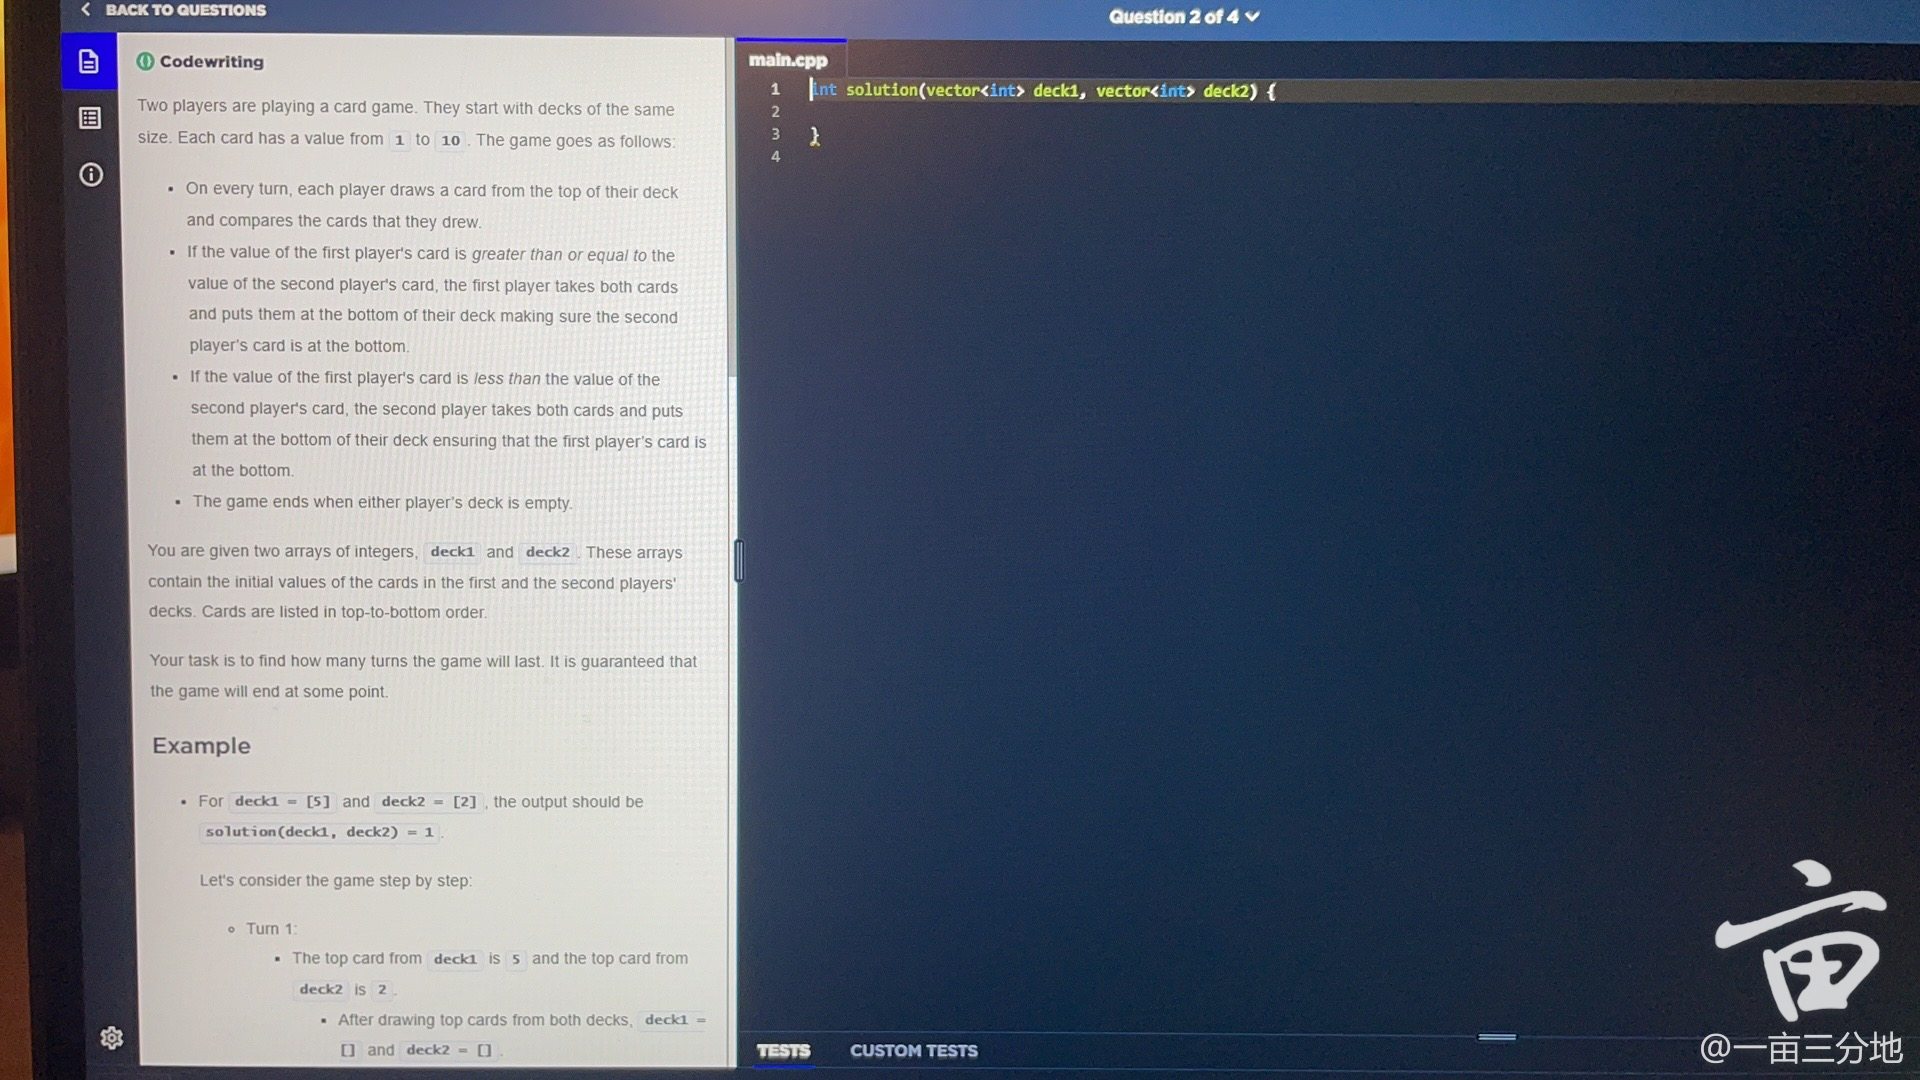 BACK TO QUESTIONS
Question 2 of 4
Codewriting
Two players are playing a card game. They start with decks of the same
size. Each card has a value from 1 to 10 . The game goes as follows:
• On every turn, each player draws a card from the top of their deck
and compares the cards that they drew.
• If the value of the first player's card is greater than or equal to the
value of the second player's card, the first player takes both cards
and puts them at the bottom of their deck making sure the second
player's card is at the bottom.
• If the value of the first player's card is less than the value of the
second player's card, the second player takes both cards and puts
them at the bottom of their deck ensuring that the first player's card is
at the bottom.
• The game ends when either player's deck is empty.
You are given two arrays of integers, deck1 and deck2 . These arrays
contain the initial values of the cards in the first and the second players'
decks. Cards are listed in top-to-bottom order.
Your task is to find how many turns the game will last. It is guaranteed that
the game will end at some point.
Example
• For deck1 = [5] and deck2 = [2] , the output should be
solution(deck1, deck2) = 1 .
Let's consider the game step by step:
◦ Turn 1:
▪ The top card from deck1 is 5 and the top card from
deck2 is 2 .
▪ After drawing top cards from both decks, deck1 =
[] and deck2 = [] .
main.cpp
1 int solution(vector<int> deck1, vector<int> deck2) {
2
3 }
4
TESTS CUSTOM TESTS
亩
@一亩三分地